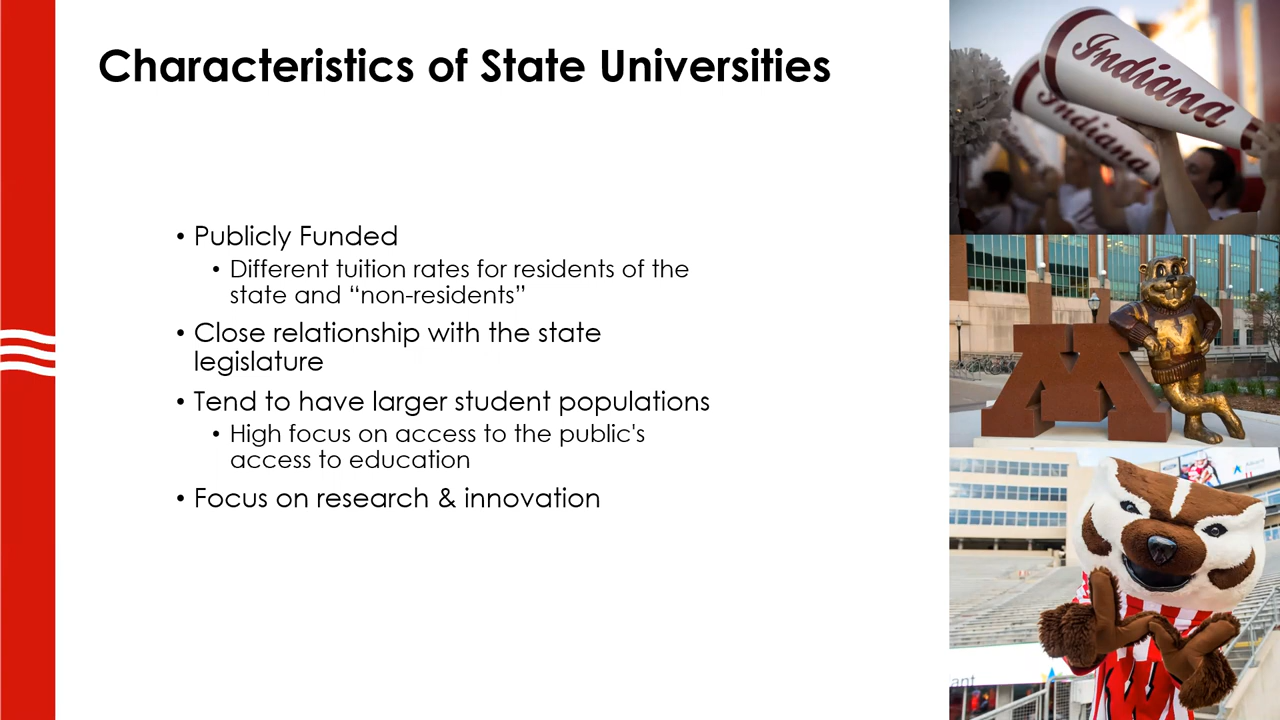 Characteristics of State Universities
• Publicly Funded
• Different tuition rates for residents of the
state and “non-residents”
• Close relationship with the state
legislature
• Tend to have larger student populations
• High focus on access to the public's
access to education
• Focus on research & innovation
Indiana
Indiana
M
M
W